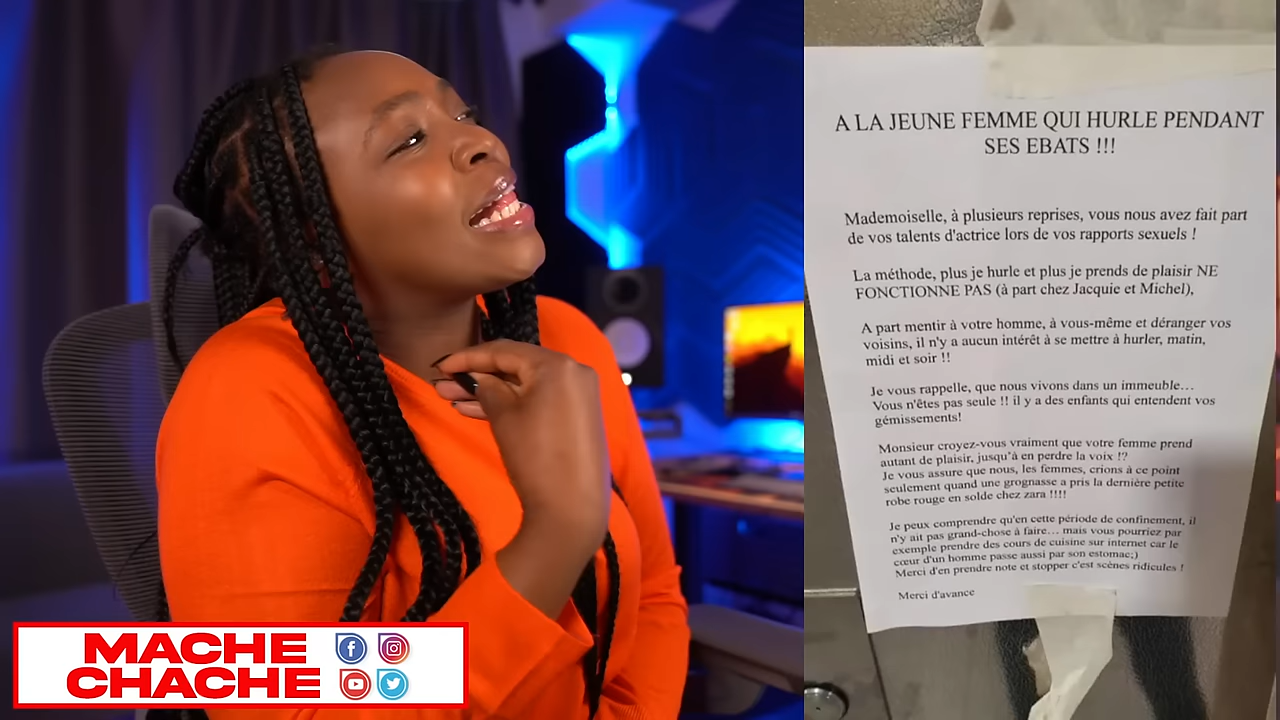 A LA JEUNE FEMME QUI HURLE PENDANT
SES EBATS !!!
Mademoiselle, à plusieurs reprises, vous nous avez fait part
de vos talents d'actrice lors de vos rapports sexuels !
La méthode, plus je hurle et plus je prends de plaisir NE
FONCTIONNE PAS (à part chez Jacquie et Michel),
A part mentir à votre homme, à vous-même et déranger vos
voisins, il n'y a aucun intérêt à se mettre à hurler, matin,
midi et soir !!
Je vous rappelle, que nous vivons dans un immeuble…
Vous n'êtes pas seule !! il y a des enfants qui entendent vos
gémissements!
Monsieur croyez-vous vraiment que votre femme prend
autant de plaisir, jusqu'à en perdre la voix !?
Je vous assure que nous, les femmes, crions à ce point
seulement quand une grognasse a pris la dernière petite
robe rouge en solde chez zara !!!!
Je peux comprendre qu'en cette période de confinement, il
n'y ait pas grand-chose à faire… mais vous pourriez par
exemple prendre des cours de cuisine sur internet car le
cœur d'un homme passe aussi par son estomac;)
Merci d'en prendre note et stopper c'est scènes ridicules !
Merci d'avance
MACHE
CHACHE